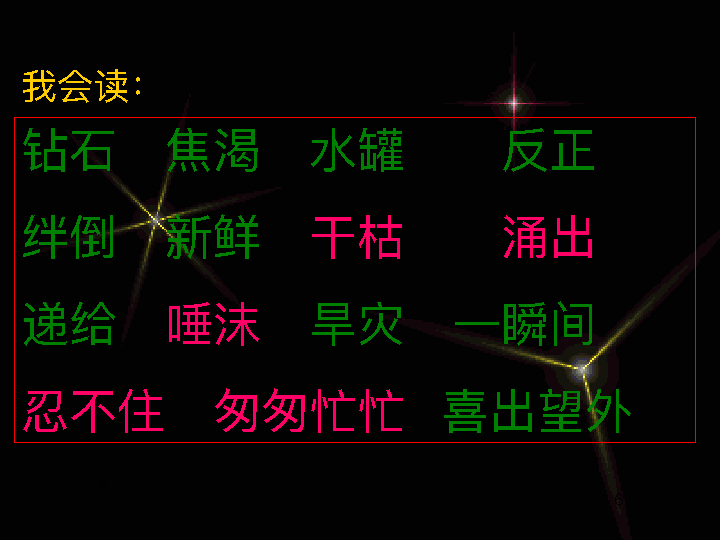 我会读：
钻石 焦渴 水罐 反正
绊倒 新鲜 干枯 涌出
递给 唾沫 旱灾 一瞬间
忍不住 匆匆忙忙 喜出望外